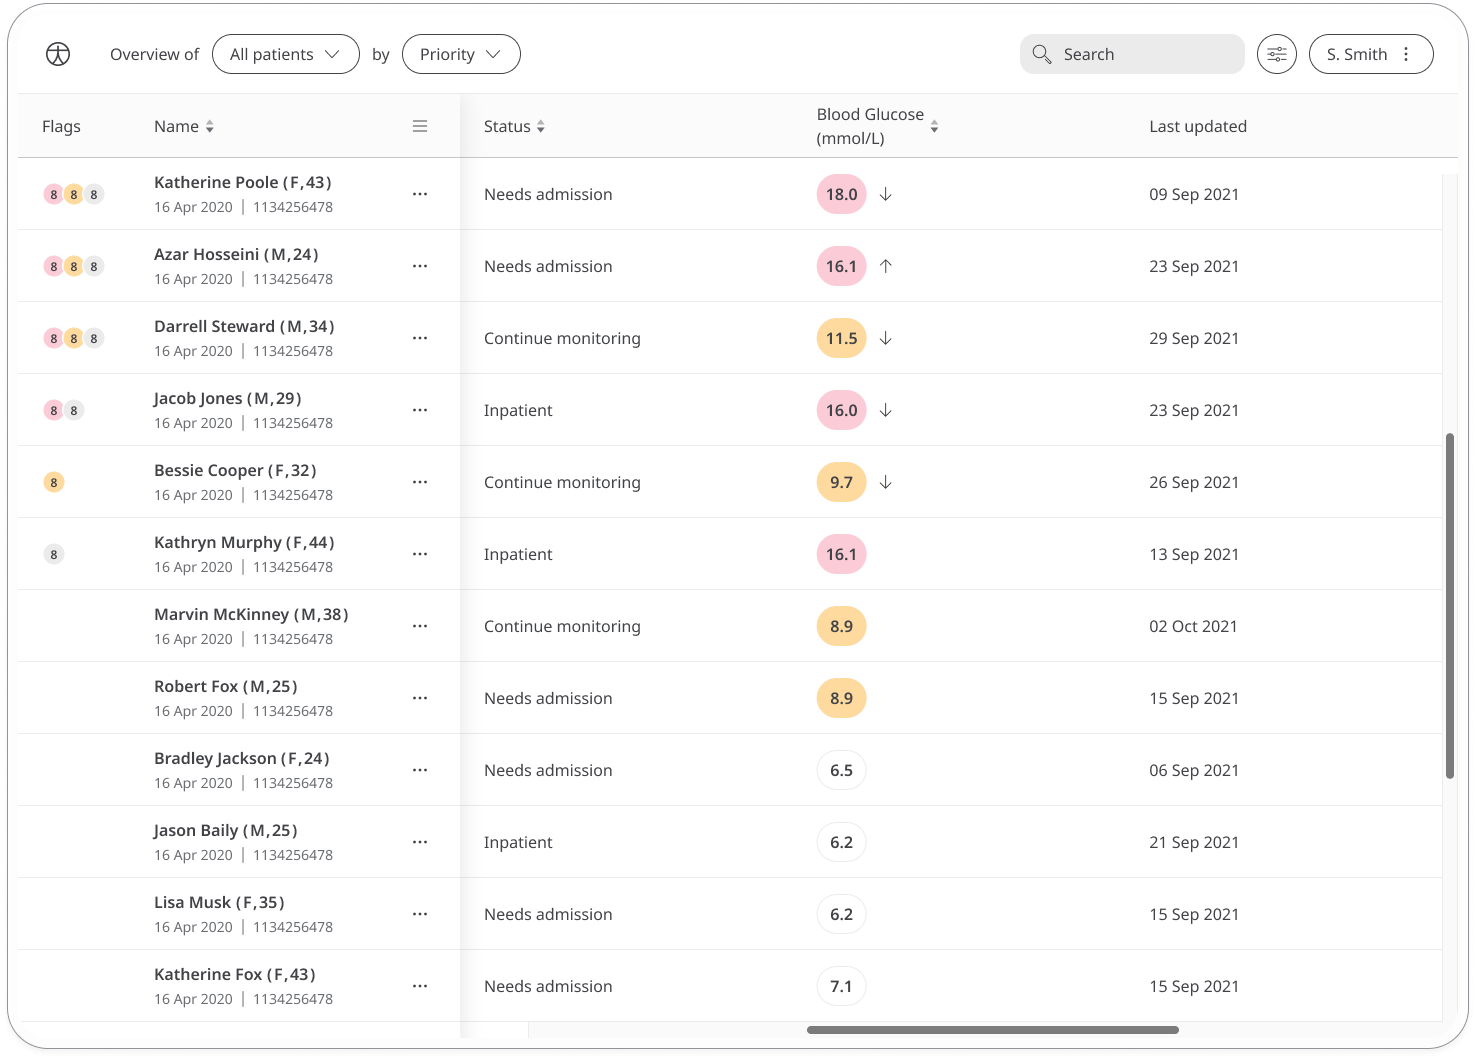 Overview of All patients by Priority Search S. Smith
Flags Name Status Blood Glucose (mmol/L) Last updated
8 8 8 Katherine Poole (F,43) Needs admission 18.0 09 Sep 2021
16 Apr 2020 | 1134256478
8 8 8 Azar Hosseini (M,24) Needs admission 16.1 23 Sep 2021
16 Apr 2020 | 1134256478
8 8 8 Darrell Steward (M,34) Continue monitoring 11.5 29 Sep 2021
16 Apr 2020 | 1134256478
8 8 Jacob Jones (M,29) Inpatient 16.0 23 Sep 2021
16 Apr 2020 | 1134256478
8 Bessie Cooper (F,32) Continue monitoring 9.7 26 Sep 2021
16 Apr 2020 | 1134256478
8 Kathryn Murphy (F,44) Inpatient 16.1 13 Sep 2021
16 Apr 2020 | 1134256478
Marvin McKinney (M,38) Continue monitoring 8.9 02 Oct 2021
16 Apr 2020 | 1134256478
Robert Fox (M,25) Needs admission 8.9 15 Sep 2021
16 Apr 2020 | 1134256478
Bradley Jackson (F,24) Needs admission 6.5 06 Sep 2021
16 Apr 2020 | 1134256478
Jason Baily (M,25) Inpatient 6.2 21 Sep 2021
16 Apr 2020 | 1134256478
Lisa Musk (F,35) Needs admission 6.2 15 Sep 2021
16 Apr 2020 | 1134256478
Katherine Fox (F,43) Needs admission 7.1 15 Sep 2021
16 Apr 2020 | 1134256478